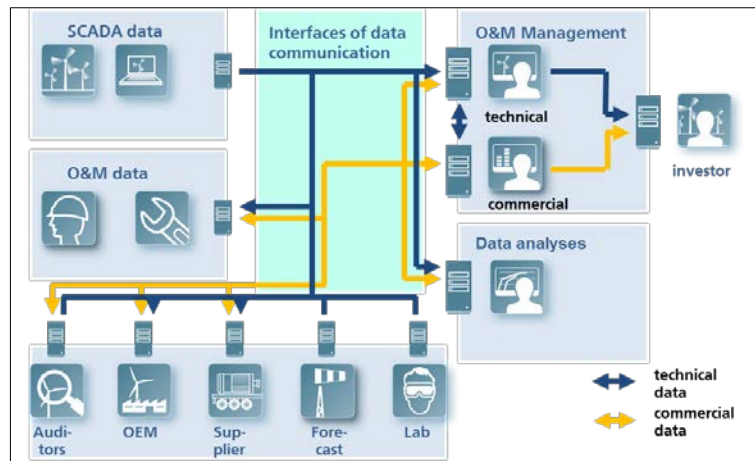 SCADA data
Interfaces of data
communication
O&M Management
technical
O&M data
commercial
investor
Data analyses
Audi-
tors
OEM
Sup-
plier
Fore-
cast
Lab
technical
data
commercial
data